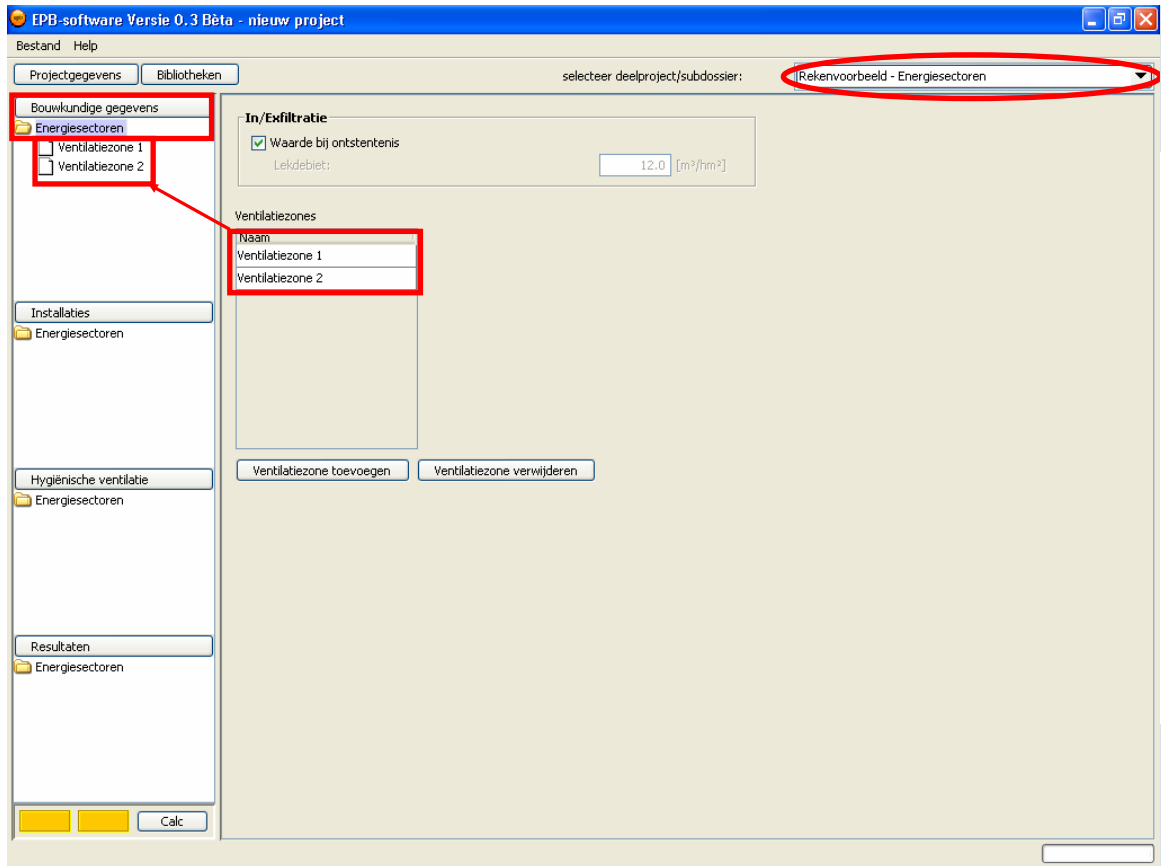 EPB-software Versie 0.3 Bèta - nieuw project
Bestand Help
Projectgegevens Bibliotheken selecteer deelproject/subdossier: Rekenvoorbeeld - Energiesectoren
Bouwkundige gegevens
Energiesectoren
Ventilatiezone 1
Ventilatiezone 2
In/Exfiltratie
Waarde bij ontstentenis
Lekdebiet: 12.0 [m³/hm²]
Ventilatiezones
Naam
Ventilatiezone 1
Ventilatiezone 2
Ventilatiezone toevoegen Ventilatiezone verwijderen
Installaties
Energiesectoren
Hygiënische ventilatie
Energiesectoren
Resultaten
Energiesectoren
Calc